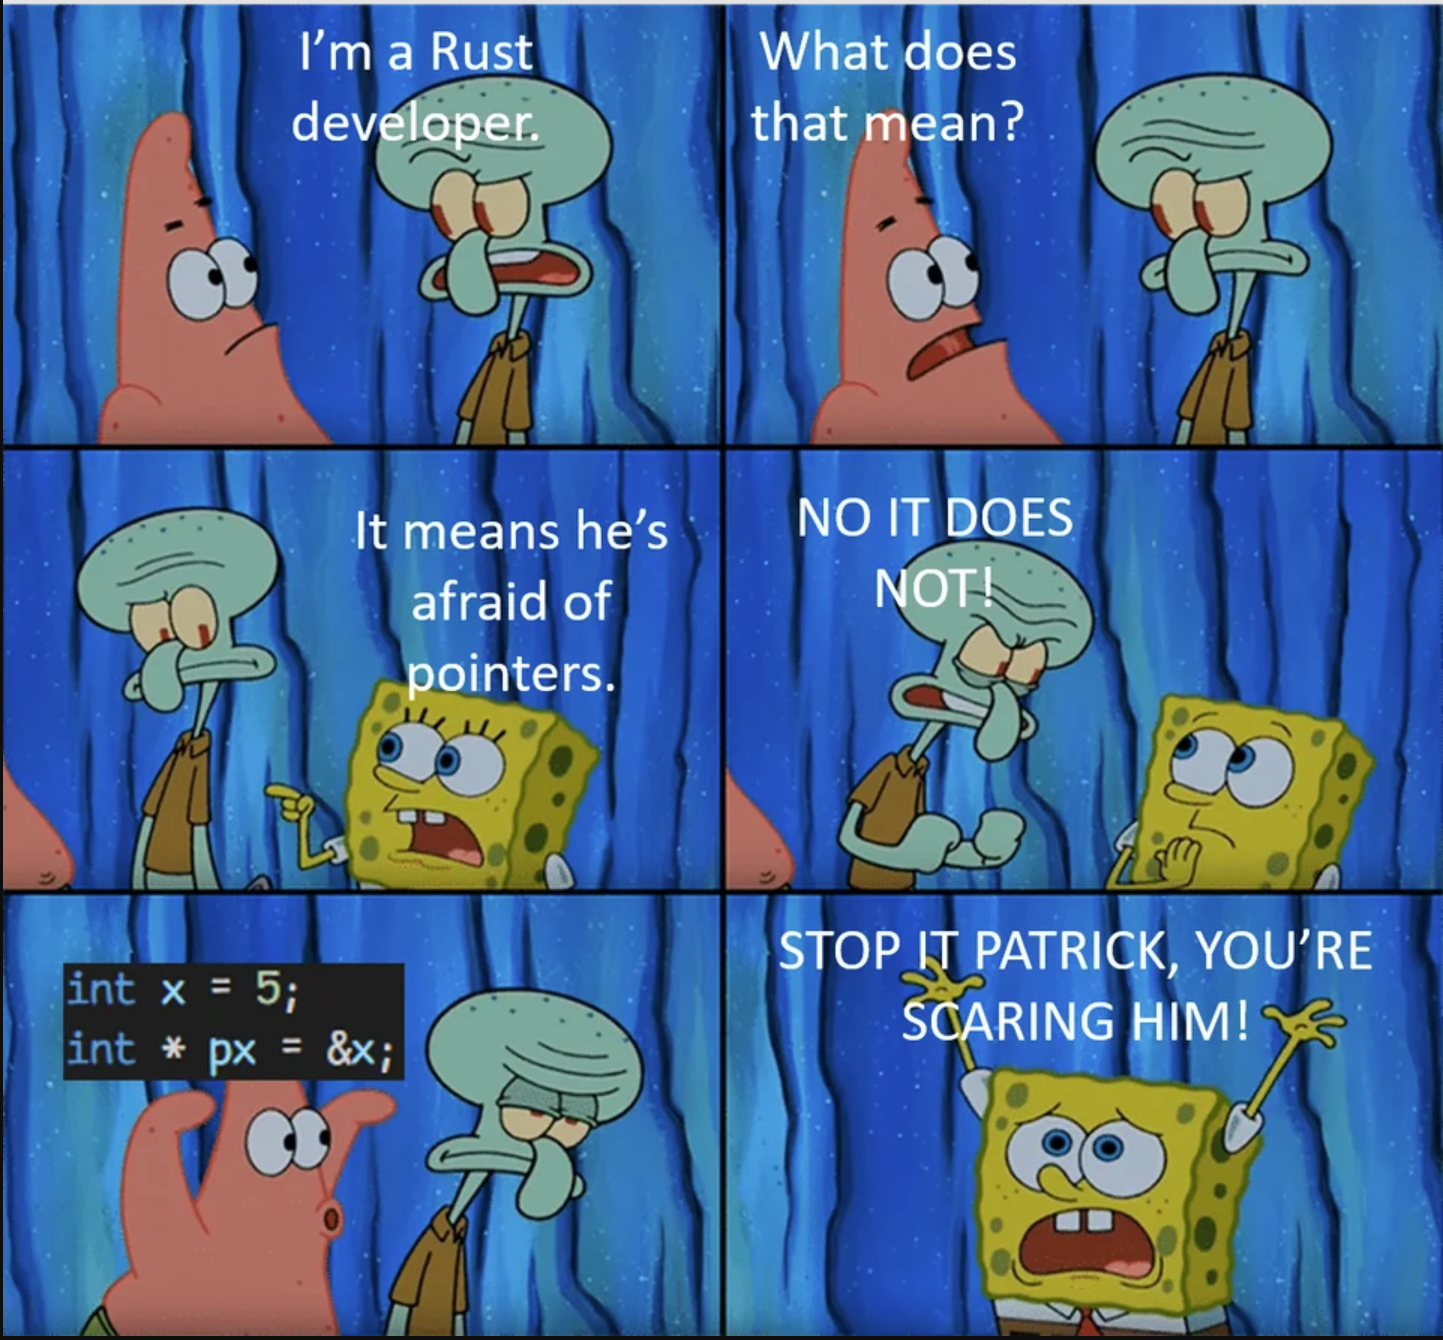 I'm a Rust
developer.
What does
that mean?
It means he's
afraid of
pointers.
NO IT DOES
NOT!
int x = 5;
int * px = &x;
STOP IT PATRICK, YOU'RE
SCARING HIM!